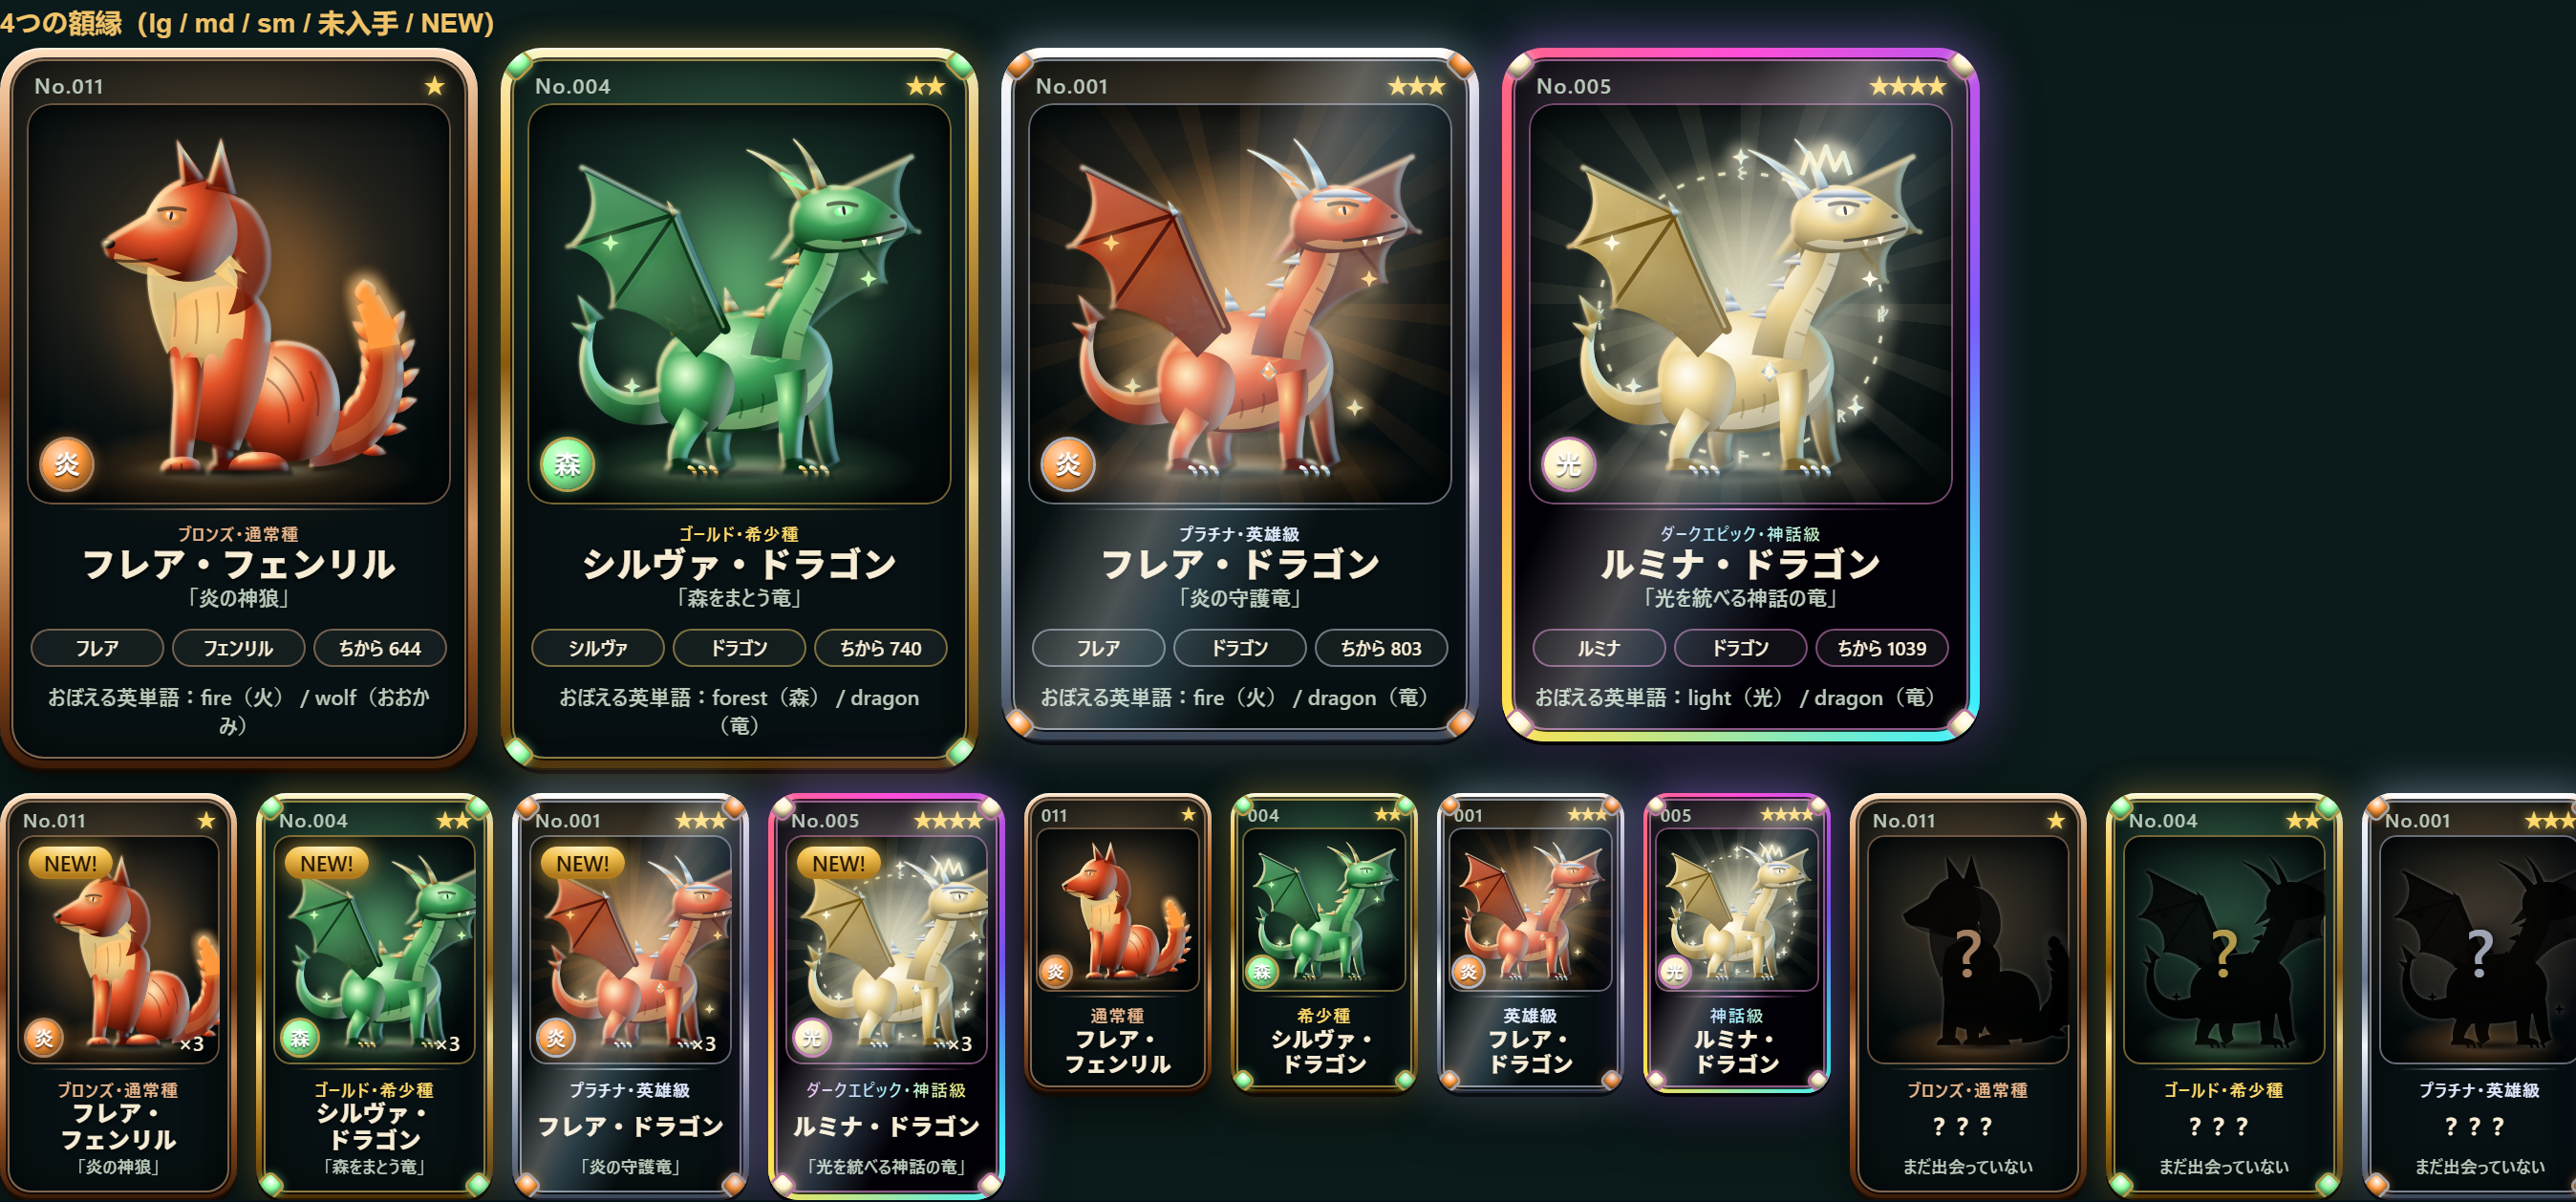 4つの額縁（lg / md / sm / 未入手 / NEW）
No.011 ★
炎
ブロンズ・通常種
フレア・フェンリル
「炎の神狼」
フレア フェンリル ちから 644
おぼえる英単語：fire（火） / wolf（おおか
み）
No.004 ★★
森
ゴールド・希少種
シルヴァ・ドラゴン
「森をまとう竜」
シルヴァ ドラゴン ちから 740
おぼえる英単語：forest（森） / dragon
（竜）
No.001 ★★★
炎
プラチナ・英雄級
フレア・ドラゴン
「炎の守護竜」
フレア ドラゴン ちから 803
おぼえる英単語：fire（火） / dragon（竜）
No.005 ★★★★
光
ダークエピック・神話級
ルミナ・ドラゴン
「光を統べる神話の竜」
ルミナ ドラゴン ちから 1039
おぼえる英単語：light（光） / dragon（竜）
No.011 ★
NEW!
炎 ×3
ブロンズ・通常種
フレア・
フェンリル
「炎の神狼」
No.004 ★★
NEW!
森 ×3
ゴールド・希少種
シルヴァ・
ドラゴン
「森をまとう竜」
No.001 ★★★
NEW!
炎 ×3
プラチナ・英雄級
フレア・ドラゴン
「炎の守護竜」
No.005 ★★★★
NEW!
光 ×3
ダークエピック・神話級
ルミナ・ドラゴン
「光を統べる神話の竜」
011 ★
炎
通常種
フレア・
フェンリル
004 ★★
森
希少種
シルヴァ・
ドラゴン
001 ★★★
炎
英雄級
フレア・
ドラゴン
005 ★★★★
光
神話級
ルミナ・
ドラゴン
No.011 ★
?
ブロンズ・通常種
？？？
まだ出会っていない
No.004 ★★
?
ゴールド・希少種
？？？
まだ出会っていない
No.001 ★★★
?
プラチナ・英雄級
？？？
まだ出会っていない